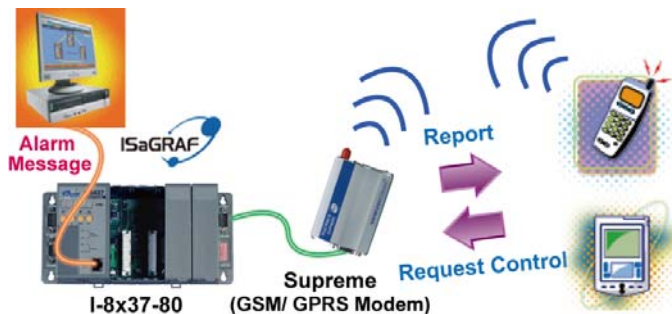 Alarm
Message
ISaGRAF
Report
Request Control
I-8x37-80
Supreme
(GSM/ GPRS Modem)